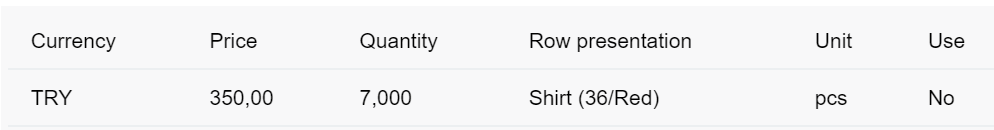 Currency Price Quantity Row presentation Unit Use
TRY 350,00 7,000 Shirt (36/Red) pcs No